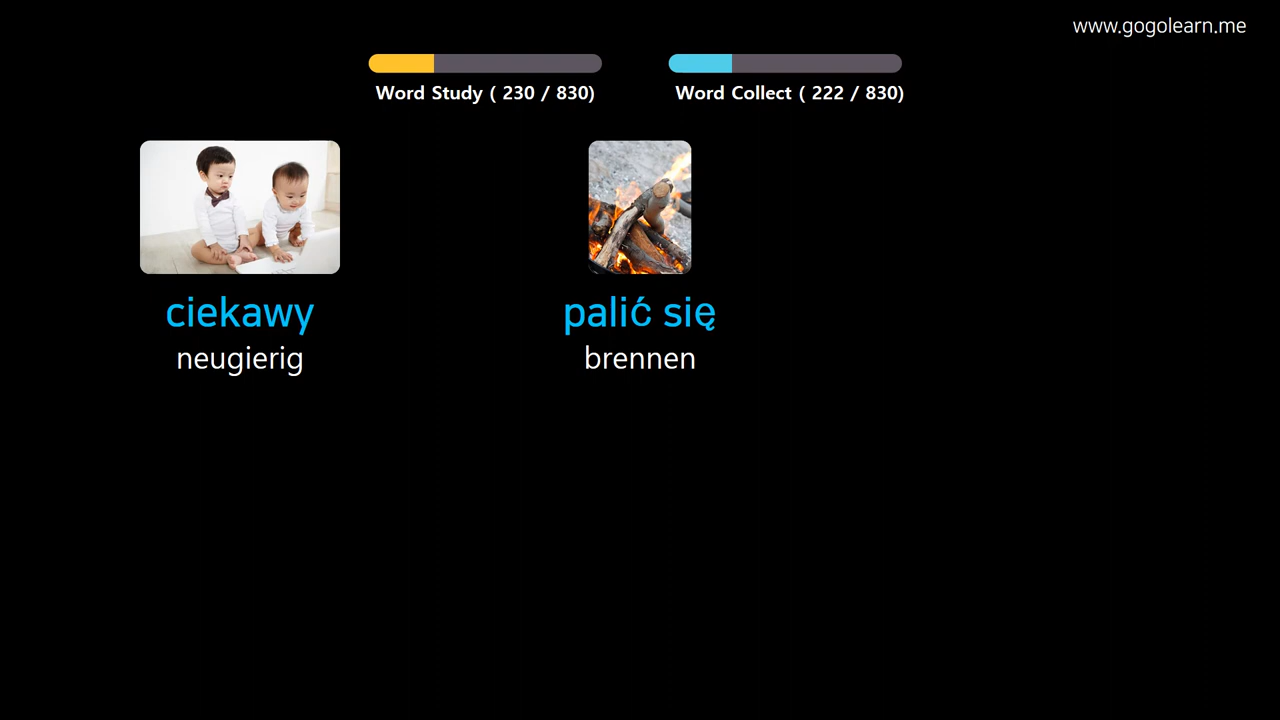 www.gogolearn.me
Word Study ( 230 / 830)
Word Collect ( 222 / 830)
ciekawy
neugierig
palić się
brennen